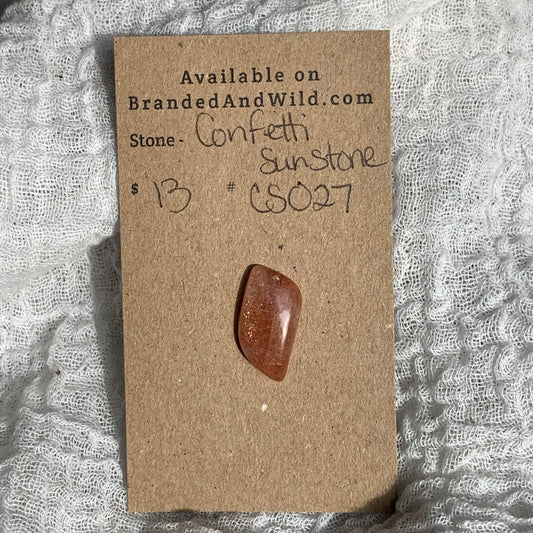 Available on
BrandedAndWild.com
Stone - Confetti
Sunstone
$ 13 # CS027